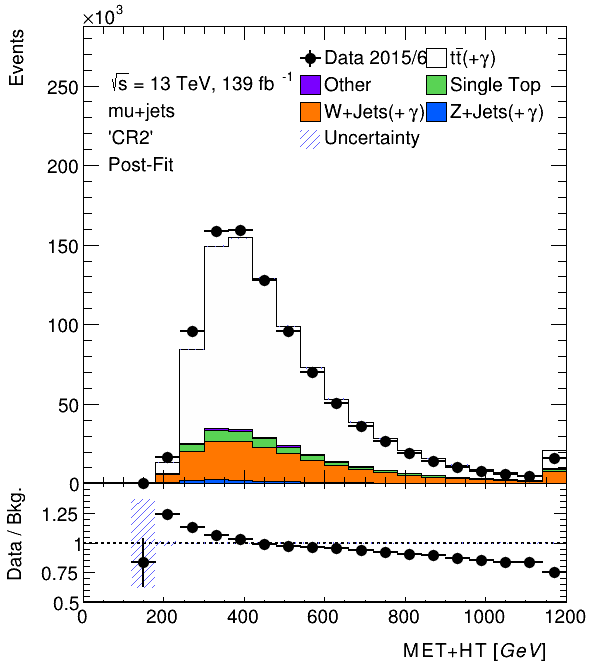 ×10³
Events
√s = 13 TeV, 139 fb⁻¹
mu+jets
'CR2'
Post-Fit
Data 2015/6
tt̄(+γ)
Other
Single Top
W+Jets(+γ)
Z+Jets(+γ)
Uncertainty
250
200
150
100
50
0
Data / Bkg.
1.25
1
0.75
0.5
0 200 400 600 800 1000 1200
MET+HT [GeV]